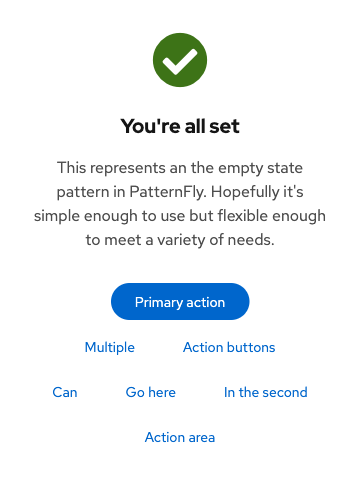 You're all set
This represents an the empty state
pattern in PatternFly. Hopefully it's
simple enough to use but flexible enough
to meet a variety of needs.
Primary action
Multiple Action buttons
Can Go here In the second
Action area